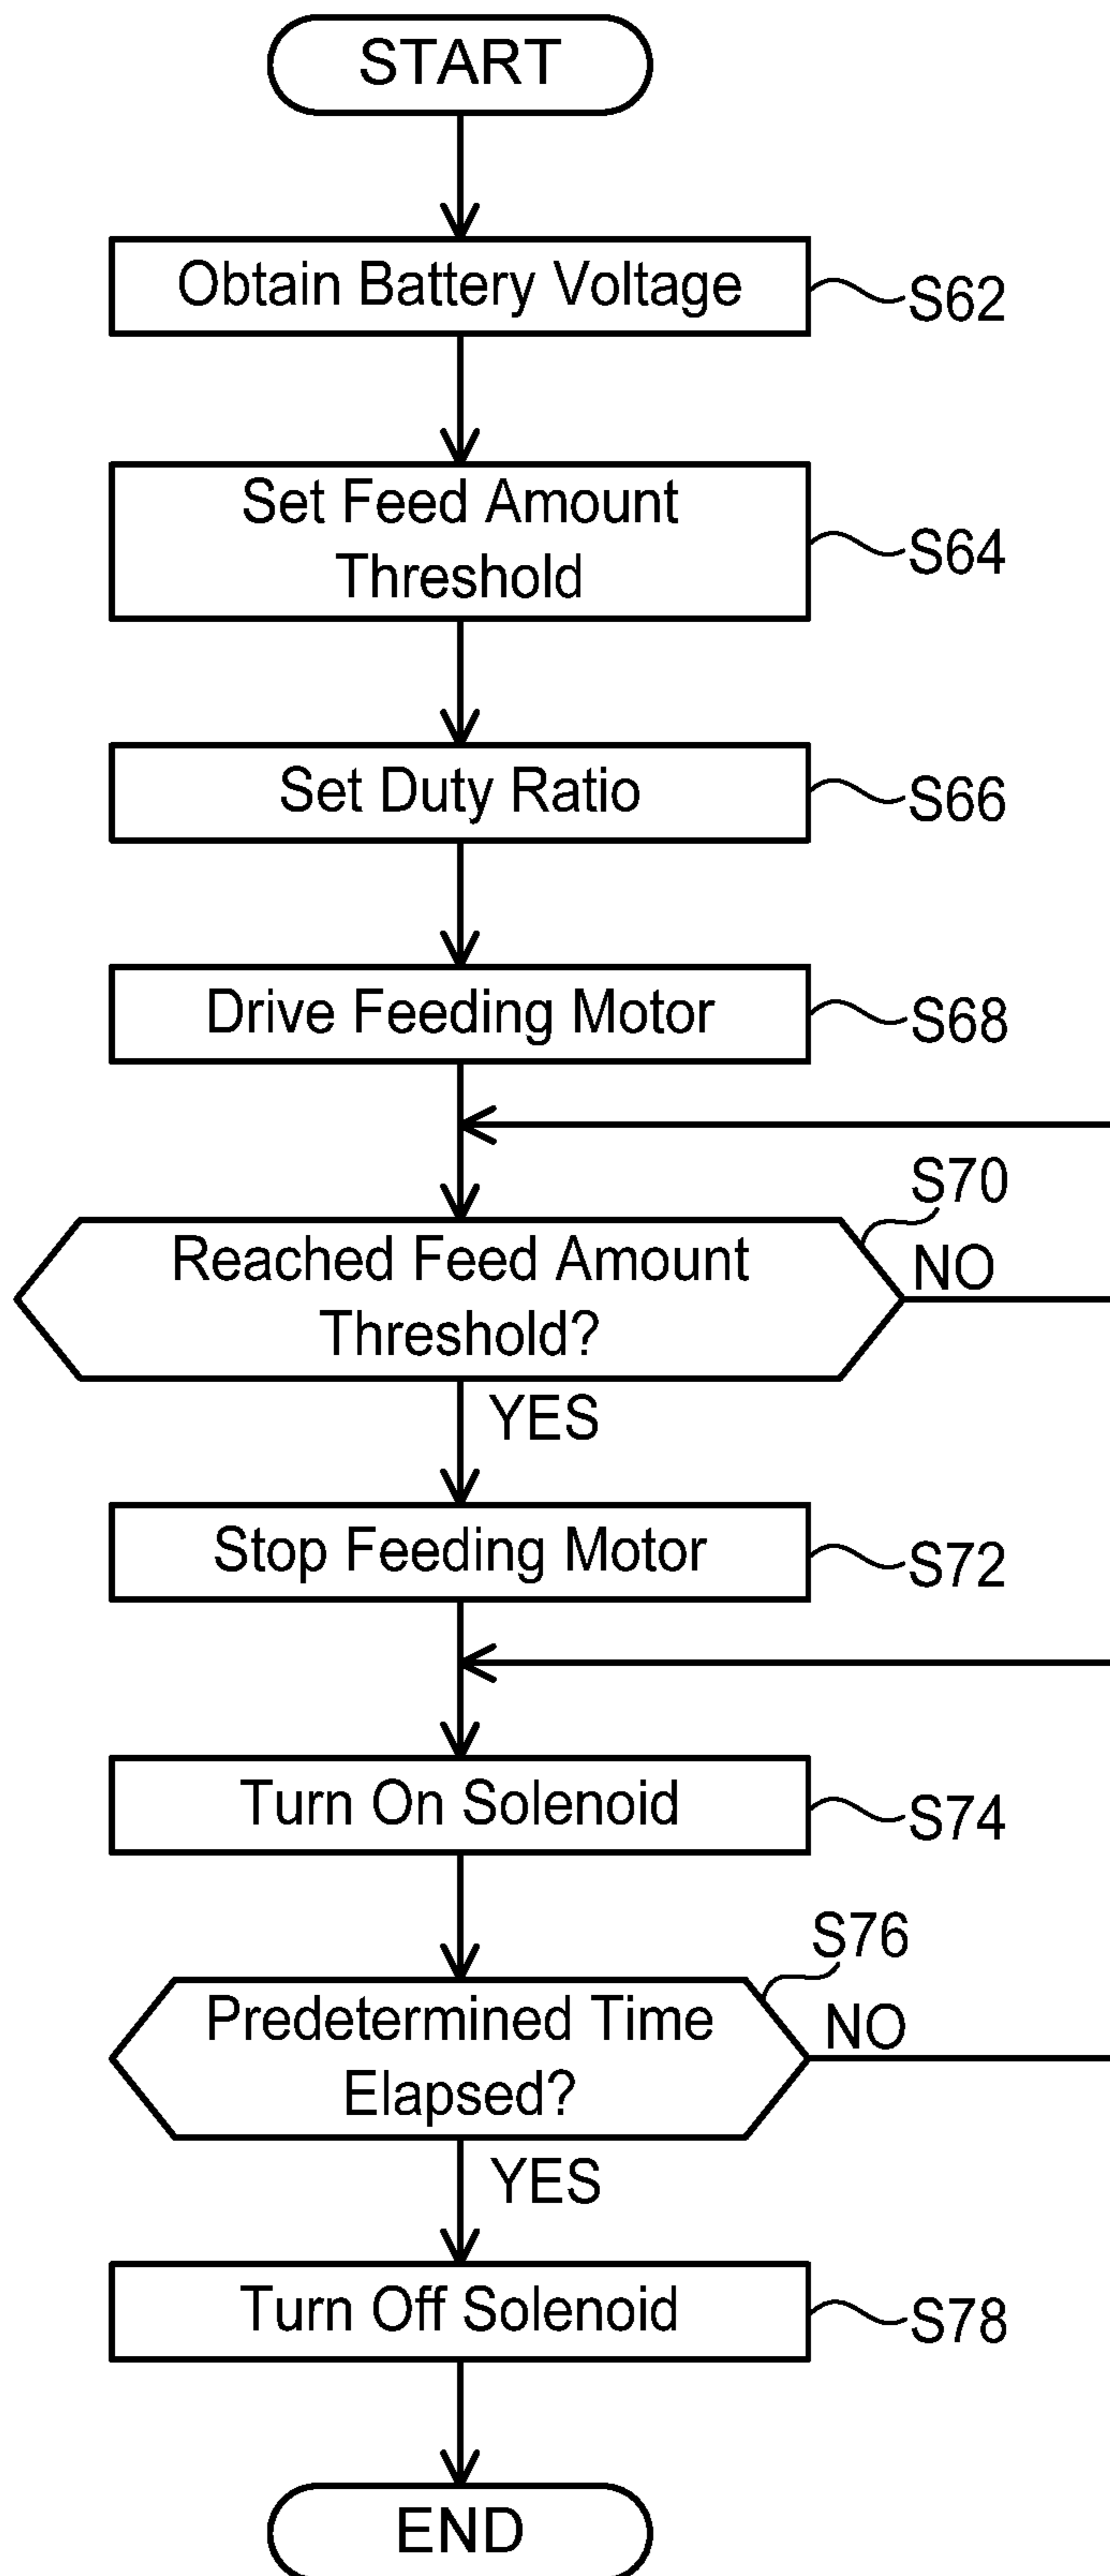 START
Obtain Battery Voltage
S62
Set Feed Amount
Threshold
S64
Set Duty Ratio
S66
Drive Feeding Motor
S68
S70
Reached Feed Amount
Threshold?
NO
YES
Stop Feeding Motor
S72
Turn On Solenoid
S74
S76
Predetermined Time
Elapsed?
NO
YES
Turn Off Solenoid
S78
END